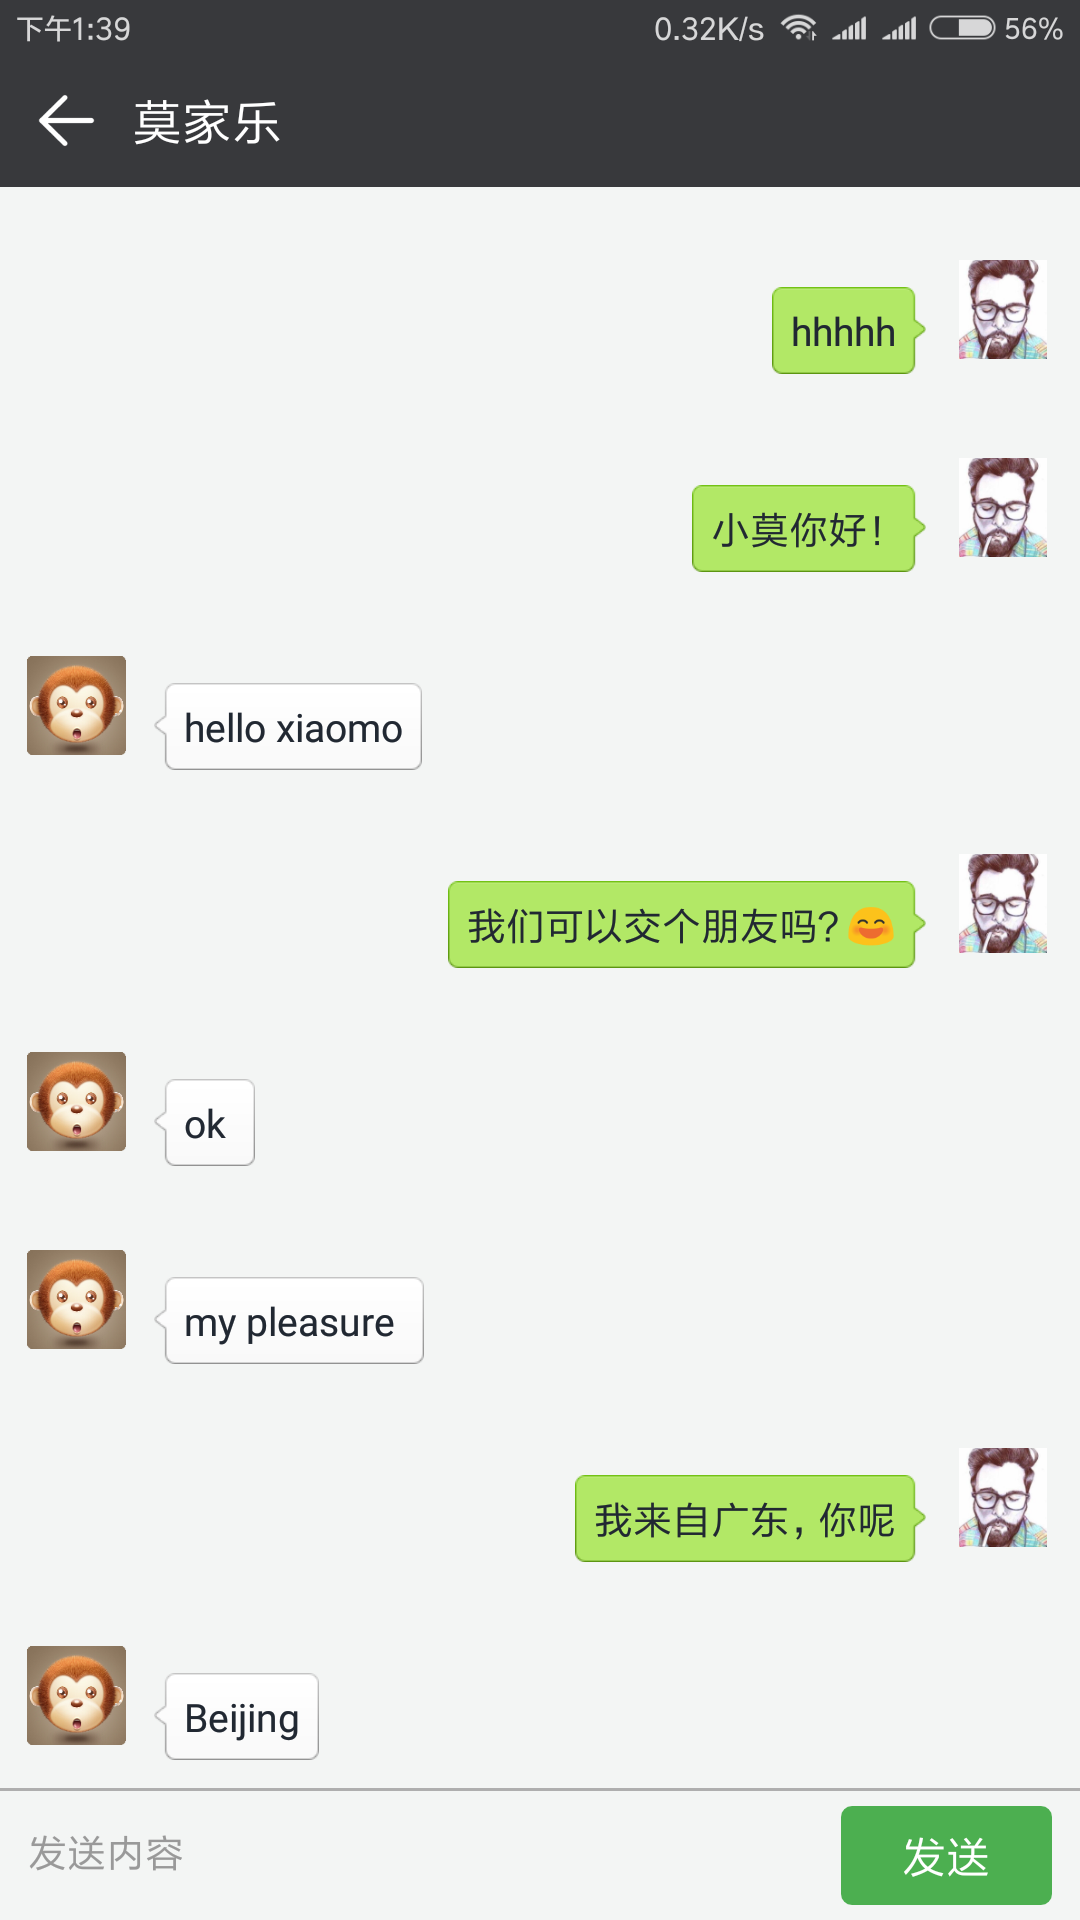 下午1:39
0.32K/s
56%
莫家乐
hhhhh
小莫你好!
hello xiaomo
我们可以交个朋友吗?😊
ok
my pleasure
我来自广东,你呢
Beijing
发送内容
发送